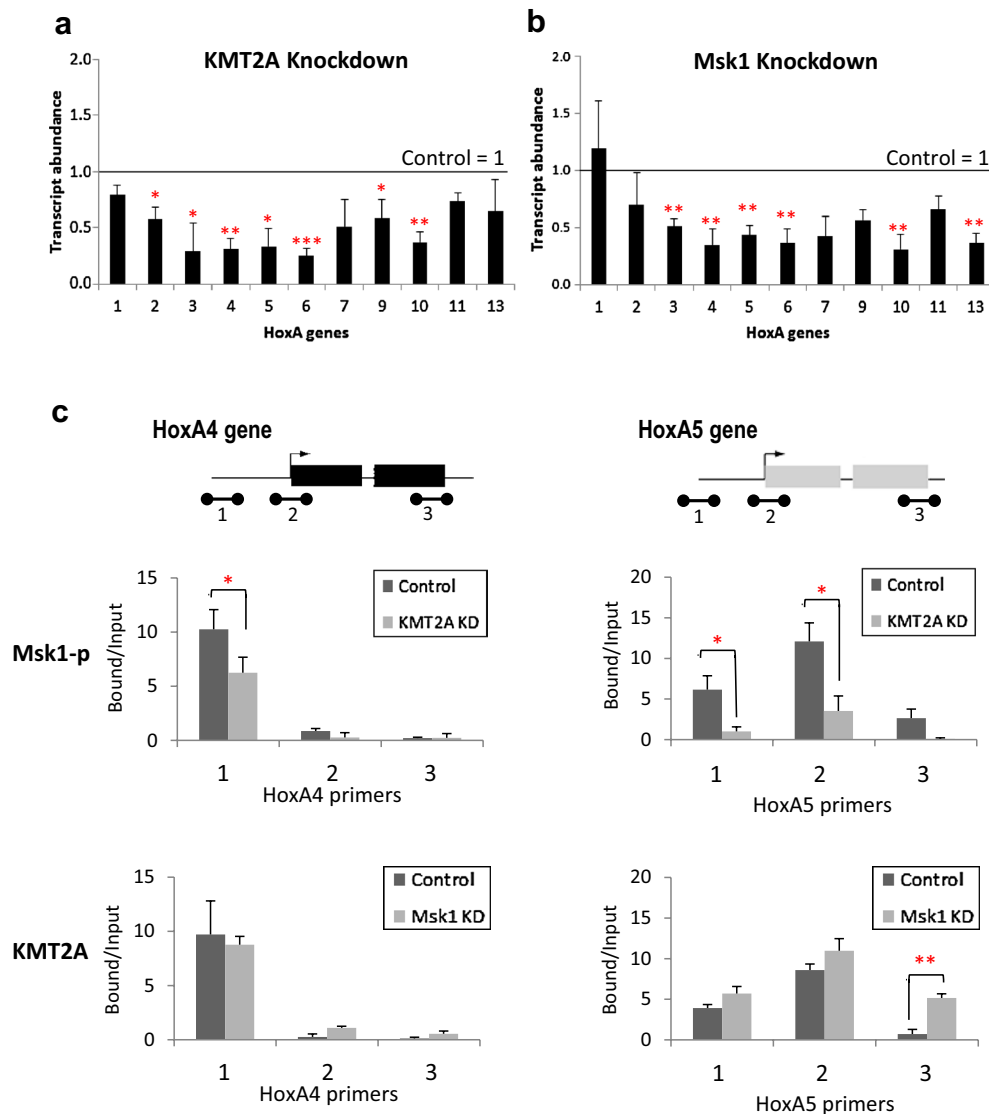 a
KMT2A Knockdown
Transcript abundance
2.0
1.5
1.0
0.5
0.0
Control = 1
* * ** * *** * **
1 2 3 4 5 6 7 9 10 11 13
HoxA genes
b
Msk1 Knockdown
Transcript abundance
2.0
1.5
1.0
0.5
0.0
Control = 1
** ** ** ** ** **
1 2 3 4 5 6 7 9 10 11 13
HoxA genes
c
HoxA4 gene
1 2 3
HoxA5 gene
1 2 3
Msk1-p
Bound/Input
15
10
5
0
*
Control
KMT2A KD
1 2 3
HoxA4 primers
Bound/Input
20
15
10
5
0
* *
Control
KMT2A KD
1 2 3
HoxA5 primers
KMT2A
Bound/Input
15
10
5
0
Control
Msk1 KD
1 2 3
HoxA4 primers
Bound/Input
20
15
10
5
0
**
Control
Msk1 KD
1 2 3
HoxA5 primers